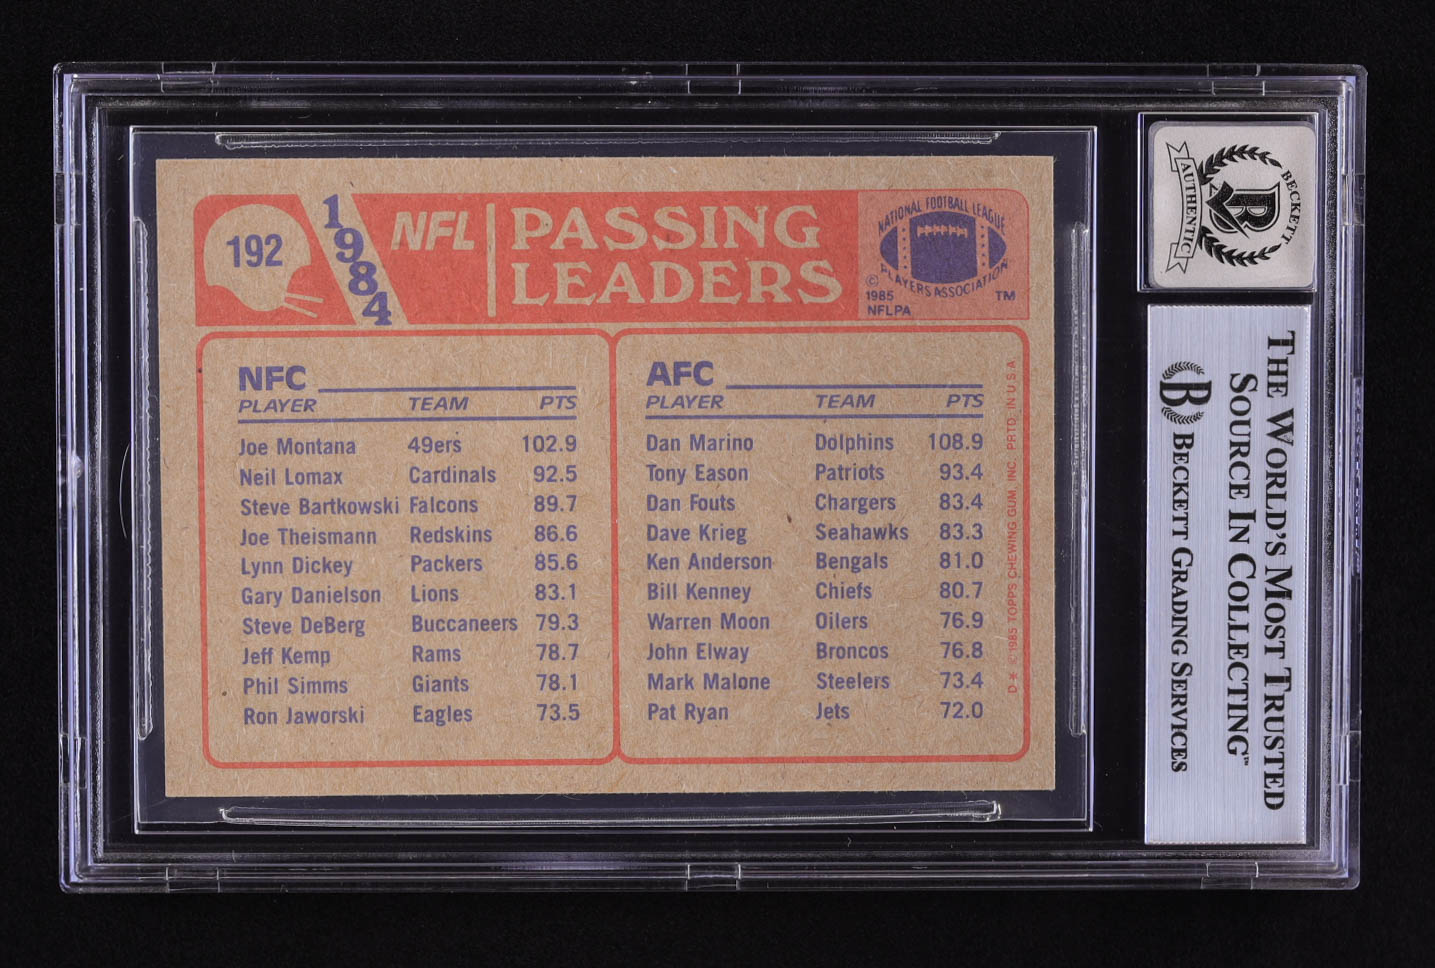 192
1984
NFL
PASSING
LEADERS
NATIONAL FOOTBALL LEAGUE
PLAYERS ASSOCIATION
©
1985
NFLPA
TM
NFC
PLAYER TEAM PTS
Joe Montana 49ers 102.9
Neil Lomax Cardinals 92.5
Steve Bartkowski Falcons 89.7
Joe Theismann Redskins 86.6
Lynn Dickey Packers 85.6
Gary Danielson Lions 83.1
Steve DeBerg Buccaneers 79.3
Jeff Kemp Rams 78.7
Phil Simms Giants 78.1
Ron Jaworski Eagles 73.5
AFC
PLAYER TEAM PTS
Dan Marino Dolphins 108.9
Tony Eason Patriots 93.4
Dan Fouts Chargers 83.4
Dave Krieg Seahawks 83.3
Ken Anderson Bengals 81.0
Bill Kenney Chiefs 80.7
Warren Moon Oilers 76.9
John Elway Broncos 76.8
Mark Malone Steelers 73.4
Pat Ryan Jets 72.0
D * © 1985 TOPPS CHEWING GUM, INC. PRTD. IN U.S.A
BECKETT
AUTHENTIC
B
THE WORLD'S MOST TRUSTED
SOURCE IN COLLECTING™
B BECKETT GRADING SERVICES